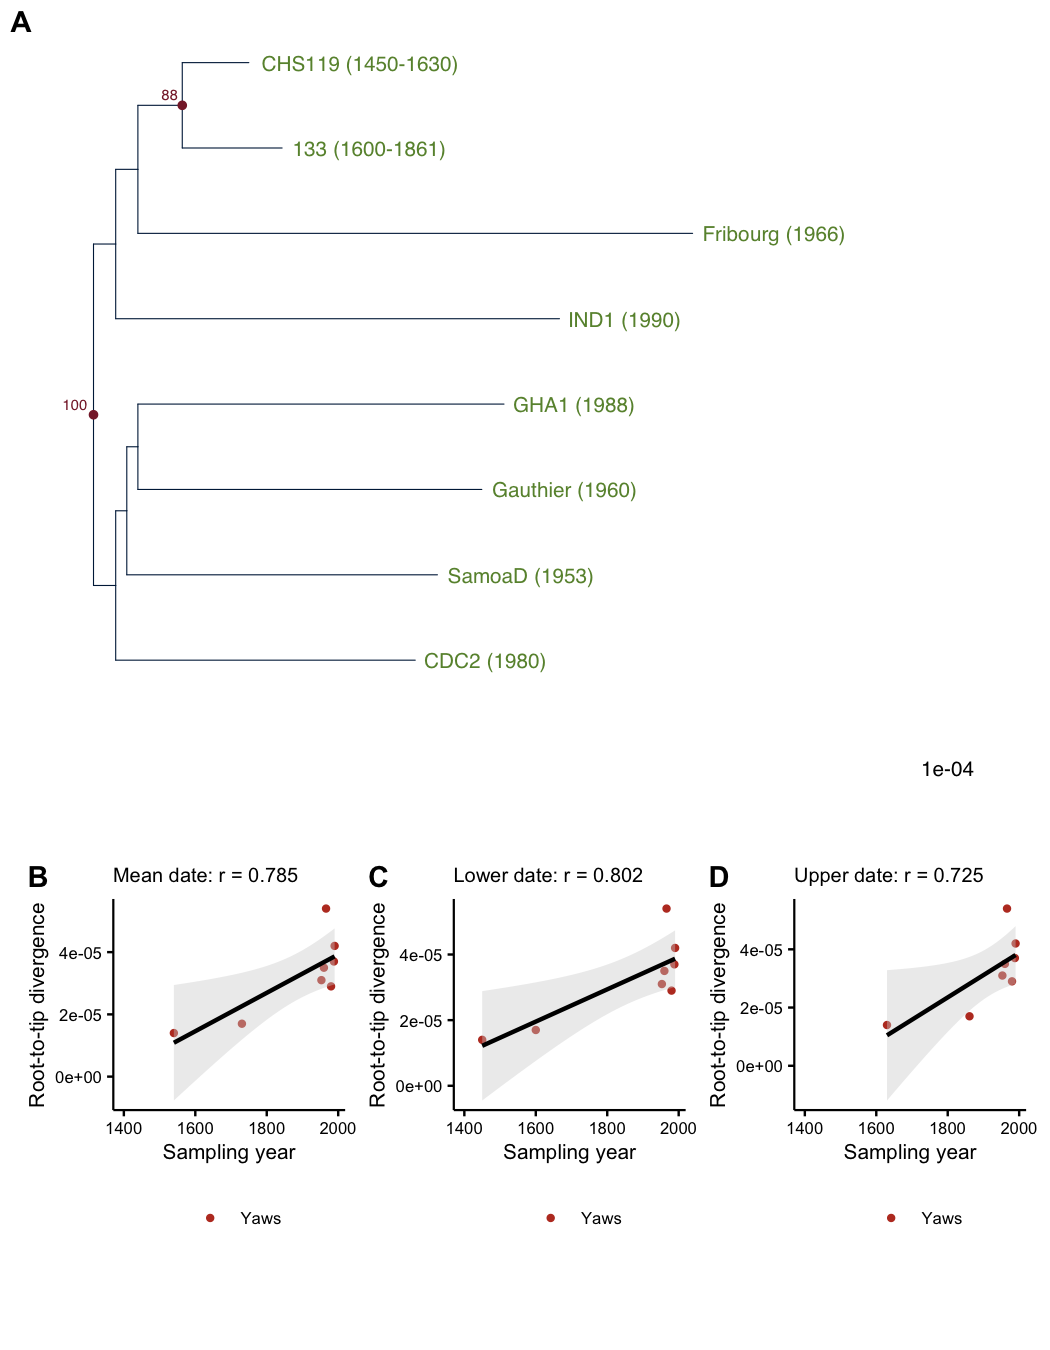 A
CHS119 (1450-1630)
88
133 (1600-1861)
Fribourg (1966)
IND1 (1990)
100
GHA1 (1988)
Gauthier (1960)
SamoaD (1953)
CDC2 (1980)
1e-04
B
Mean date: r = 0.785
Root-to-tip divergence
4e-05
2e-05
0e+00
1400 1600 1800 2000
Sampling year
Yaws
C
Lower date: r = 0.802
Root-to-tip divergence
4e-05
2e-05
0e+00
1400 1600 1800 2000
Sampling year
Yaws
D
Upper date: r = 0.725
Root-to-tip divergence
4e-05
2e-05
0e+00
1400 1600 1800 2000
Sampling year
Yaws